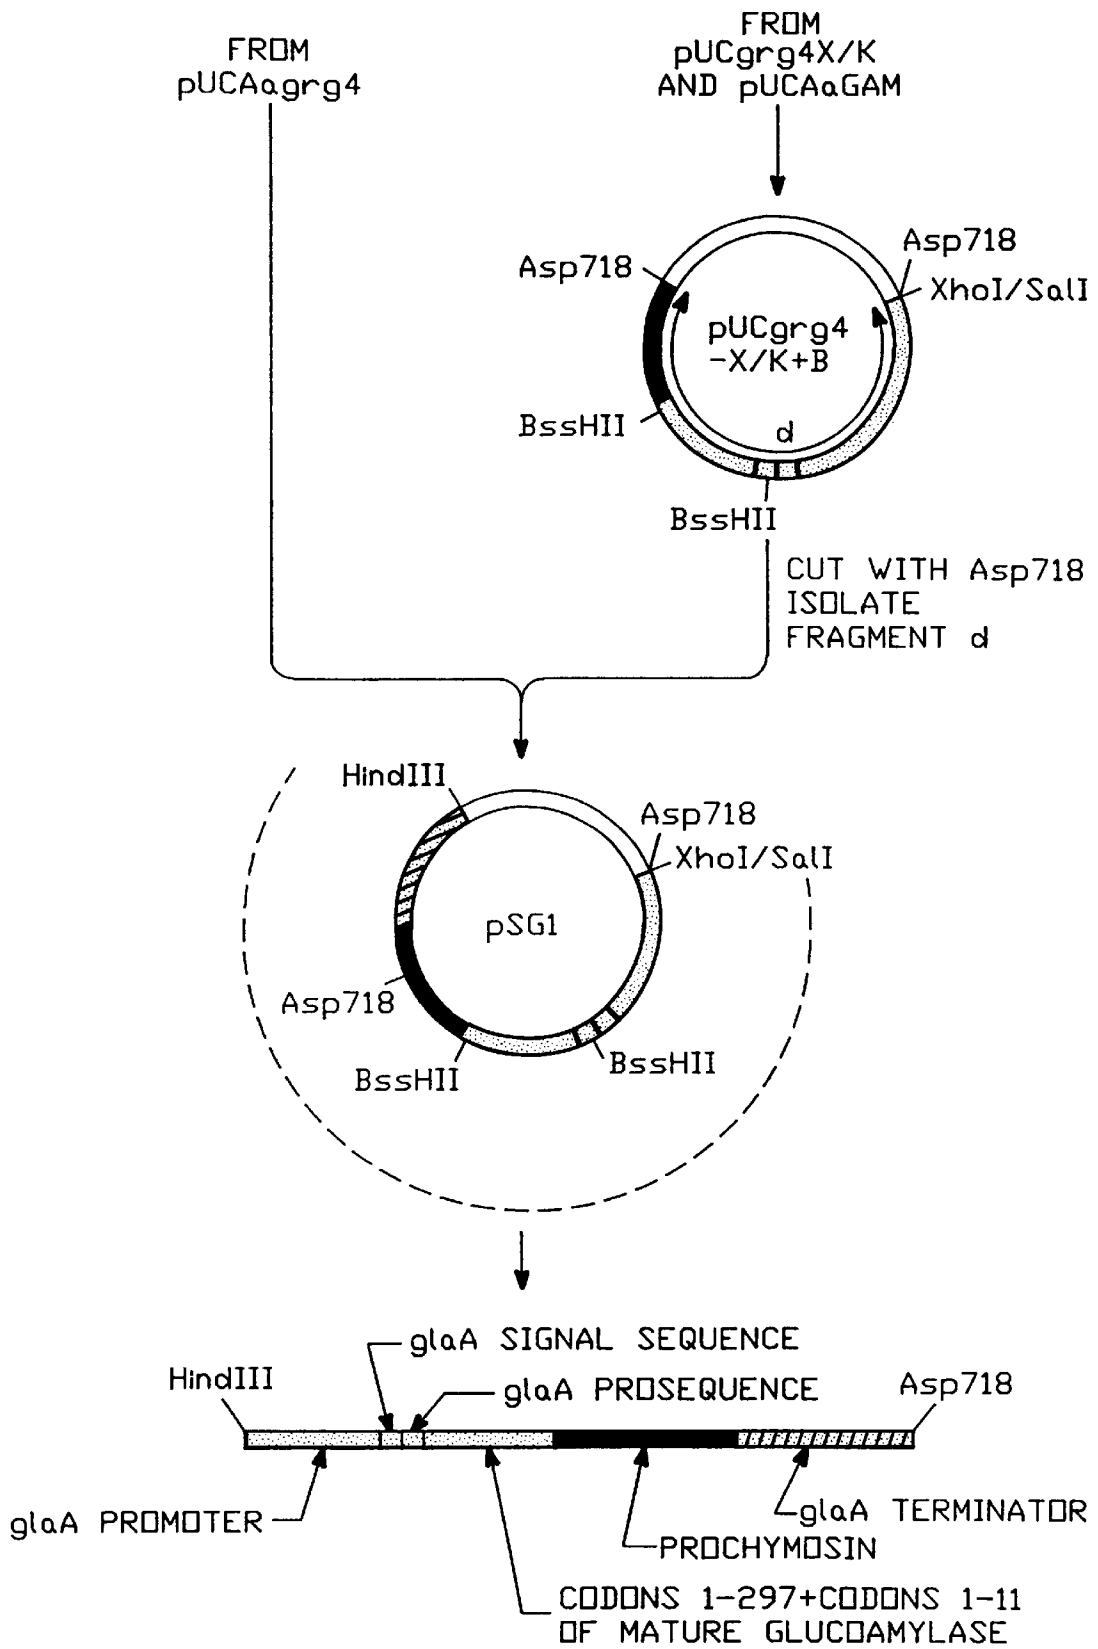 FROM
pUCAagrg4
FROM
pUCgrg4X/K
AND pUCAaGAM
Asp718
Asp718
XhoI/SalI
pUCgrg4
-X/K+B
BssHII
d
BssHII
CUT WITH Asp718
ISOLATE
FRAGMENT d
HindIII
Asp718
XhoI/SalI
pSG1
Asp718
BssHII
BssHII
glaA SIGNAL SEQUENCE
HindIII
glaA PROSEQUENCE
Asp718
glaA PROMOTER
glaA TERMINATOR
PROCHYMOSIN
CODONS 1-297+CODONS 1-11
OF MATURE GLUCOAMYLASE